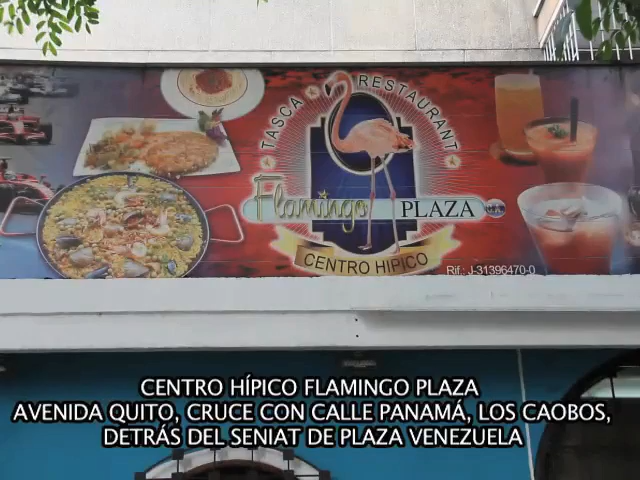 TASCA RESTAURANT
Flamingo PLAZA
CENTRO HIPICO
Rif.: J-31396470-0
CENTRO HÍPICO FLAMINGO PLAZA
AVENIDA QUITO, CRUCE CON CALLE PANAMÁ, LOS CAOBOS,
DETRÁS DEL SENIAT DE PLAZA VENEZUELA